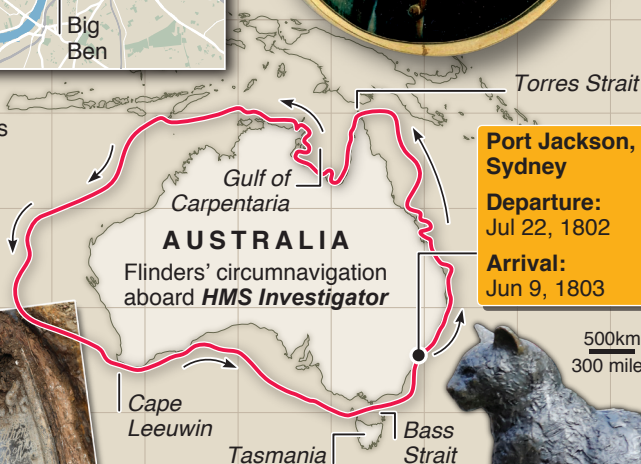 Big
Ben
Torres Strait
s
Port Jackson,
Sydney
Departure:
Jul 22, 1802
Arrival:
Jun 9, 1803
Gulf of
Carpentaria
AUSTRALIA
Flinders' circumnavigation
aboard HMS Investigator
500km
300 mile
Cape
Leeuwin
Tasmania
Bass
Strait